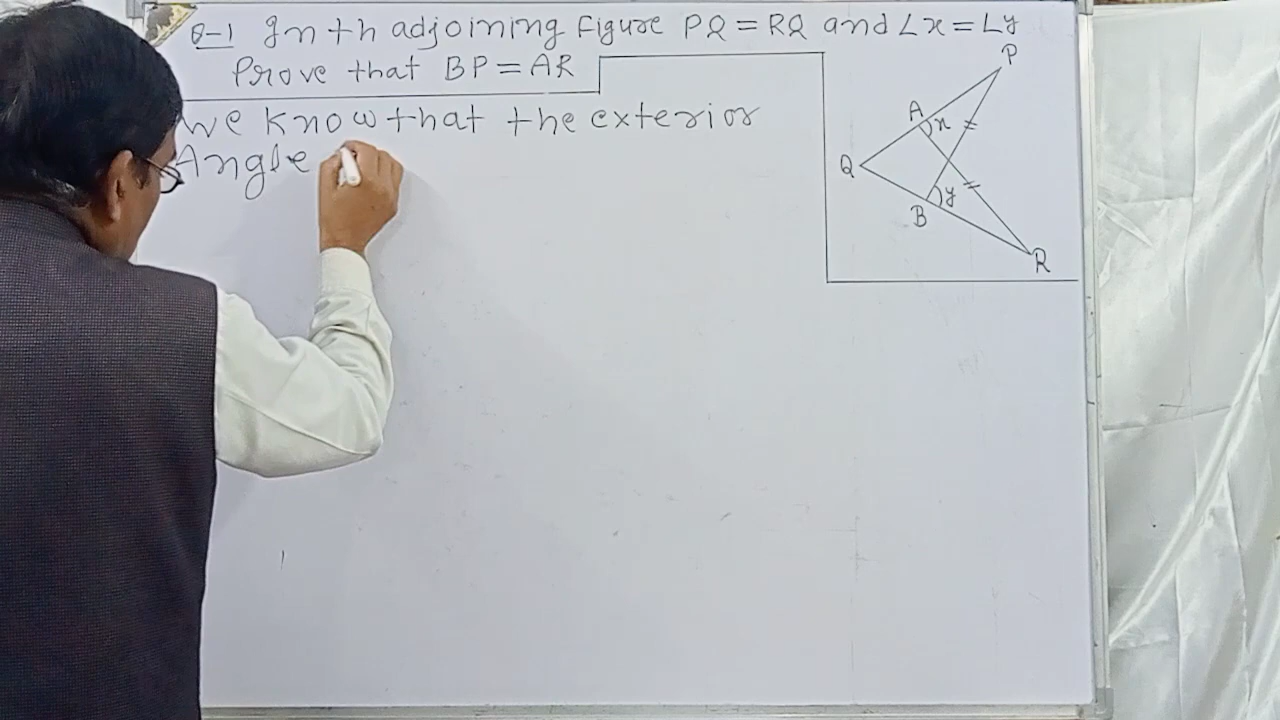 Q-1 In th adjoining Figure PQ = RQ and ∠x = ∠y
Prove that BP = AR
We know that the exterior
Angle
P
A
x
Q
y
B
R